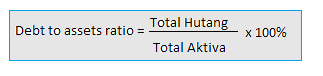 Debt to assets ratio = Total Hutang x 100%
Total Aktiva